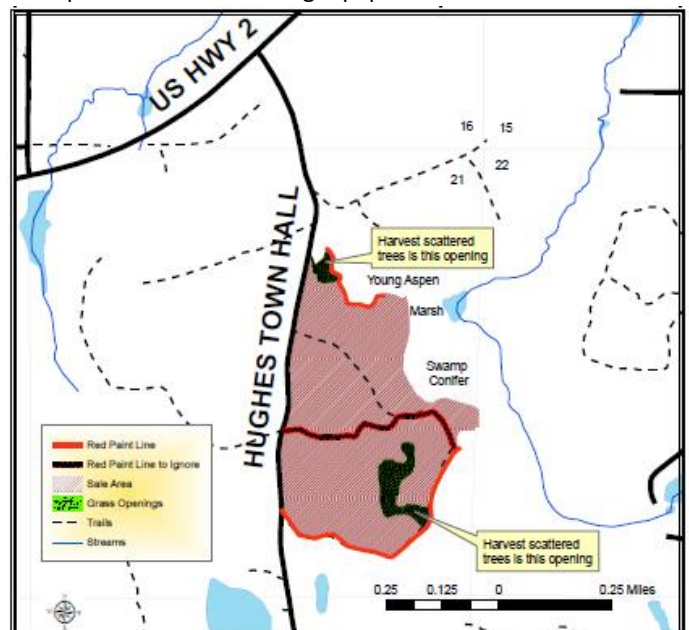 US HWY 2
16 15
21 22
HUGHES TOWN HALL
Harvest scattered
trees is this opening
Young Aspen
Marsh
Swamp
Conifer
Red Paint Line
Red Paint Line to Ignore
Sale Area
Grass Openings
Trails
Streams
Harvest scattered
trees is this opening
0.25 0.125 0 0.25 Miles